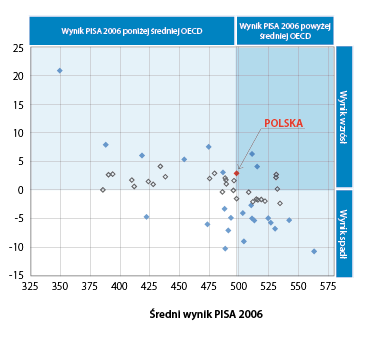 Wynik PISA 2006 poniżej średniej OECD
Wynik PISA 2006 powyżej
średniej OECD
25
20
15
10
5
0
-5
-10
-15
POLSKA
Wynik wzrósł
Wynik spadł
325 350 375 400 425 450 475 500 525 550 575
Średni wynik PISA 2006